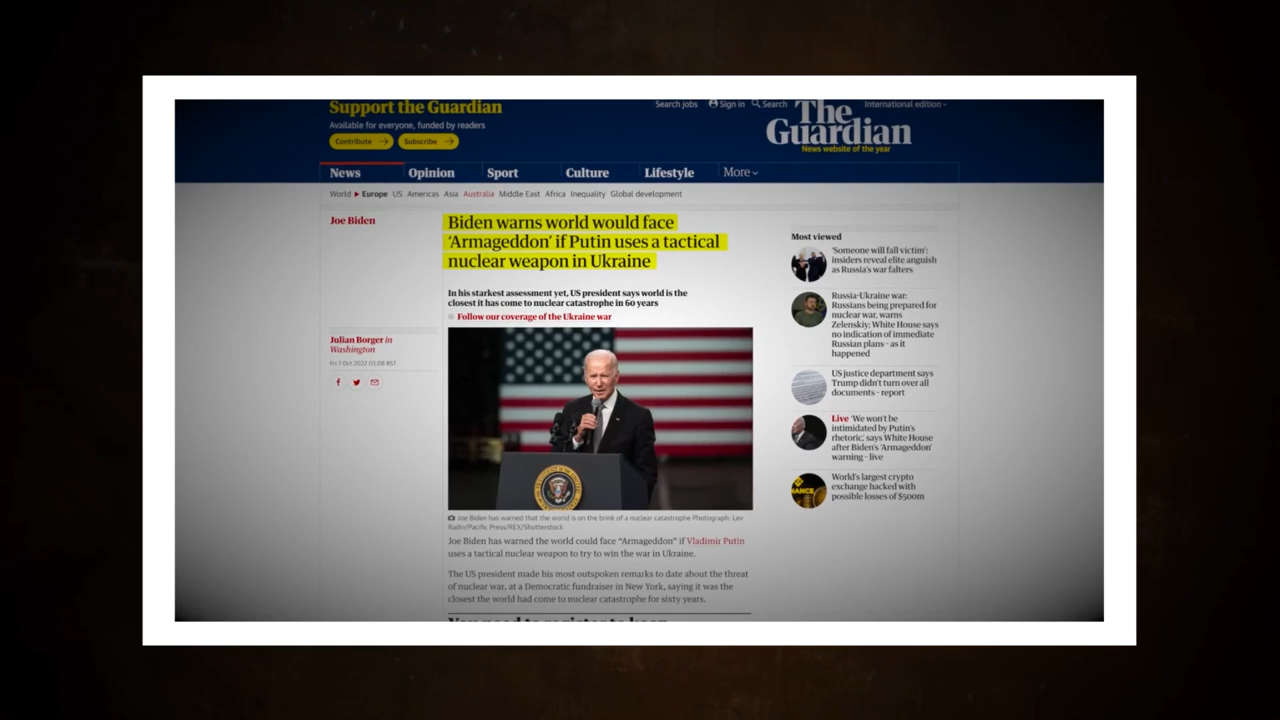 Support the Guardian
Available for everyone, funded by readers
Contribute →
Subscribe →
Search jobs
Sign in
Search
International edition
The
Guardian
News website of the year
News
Opinion
Sport
Culture
Lifestyle
More
World ▶ Europe US Americas Asia Australia Middle East Africa Inequality Global development
Joe Biden
Biden warns world would face
'Armageddon' if Putin uses a tactical
nuclear weapon in Ukraine
In his starkest assessment yet, US president says world is the
closest it has come to nuclear catastrophe in 60 years
Follow our coverage of the Ukraine war
Julian Borger in
Washington
Fri 7 Oct 2022 01.08 BST
Joe Biden has warned that the world is on the brink of a nuclear catastrophe Photograph: Lev
Radin/Pacific Press/REX/Shutterstock
Joe Biden has warned the world could face "Armageddon" if Vladimir Putin
uses a tactical nuclear weapon to try to win the war in Ukraine.
The US president made his most outspoken remarks to date about the threat
of nuclear war, at a Democratic fundraiser in New York, saying it was the
closest the world had come to nuclear catastrophe for sixty years.
You need to register to keep
Most viewed
'Someone will fall victim':
insiders reveal elite anguish
as Russia's war falters
Russia-Ukraine war:
Russians being prepared for
nuclear war, warns
Zelenskiy; White House says
no indication of immediate
Russian plans – as it
happened
US justice department says
Trump didn't turn over all
documents – report
Live 'We won't be
intimidated by Putin's
rhetoric,' says White House
after Biden's 'Armageddon'
warning – live
World's largest crypto
exchange hacked with
possible losses of $500m